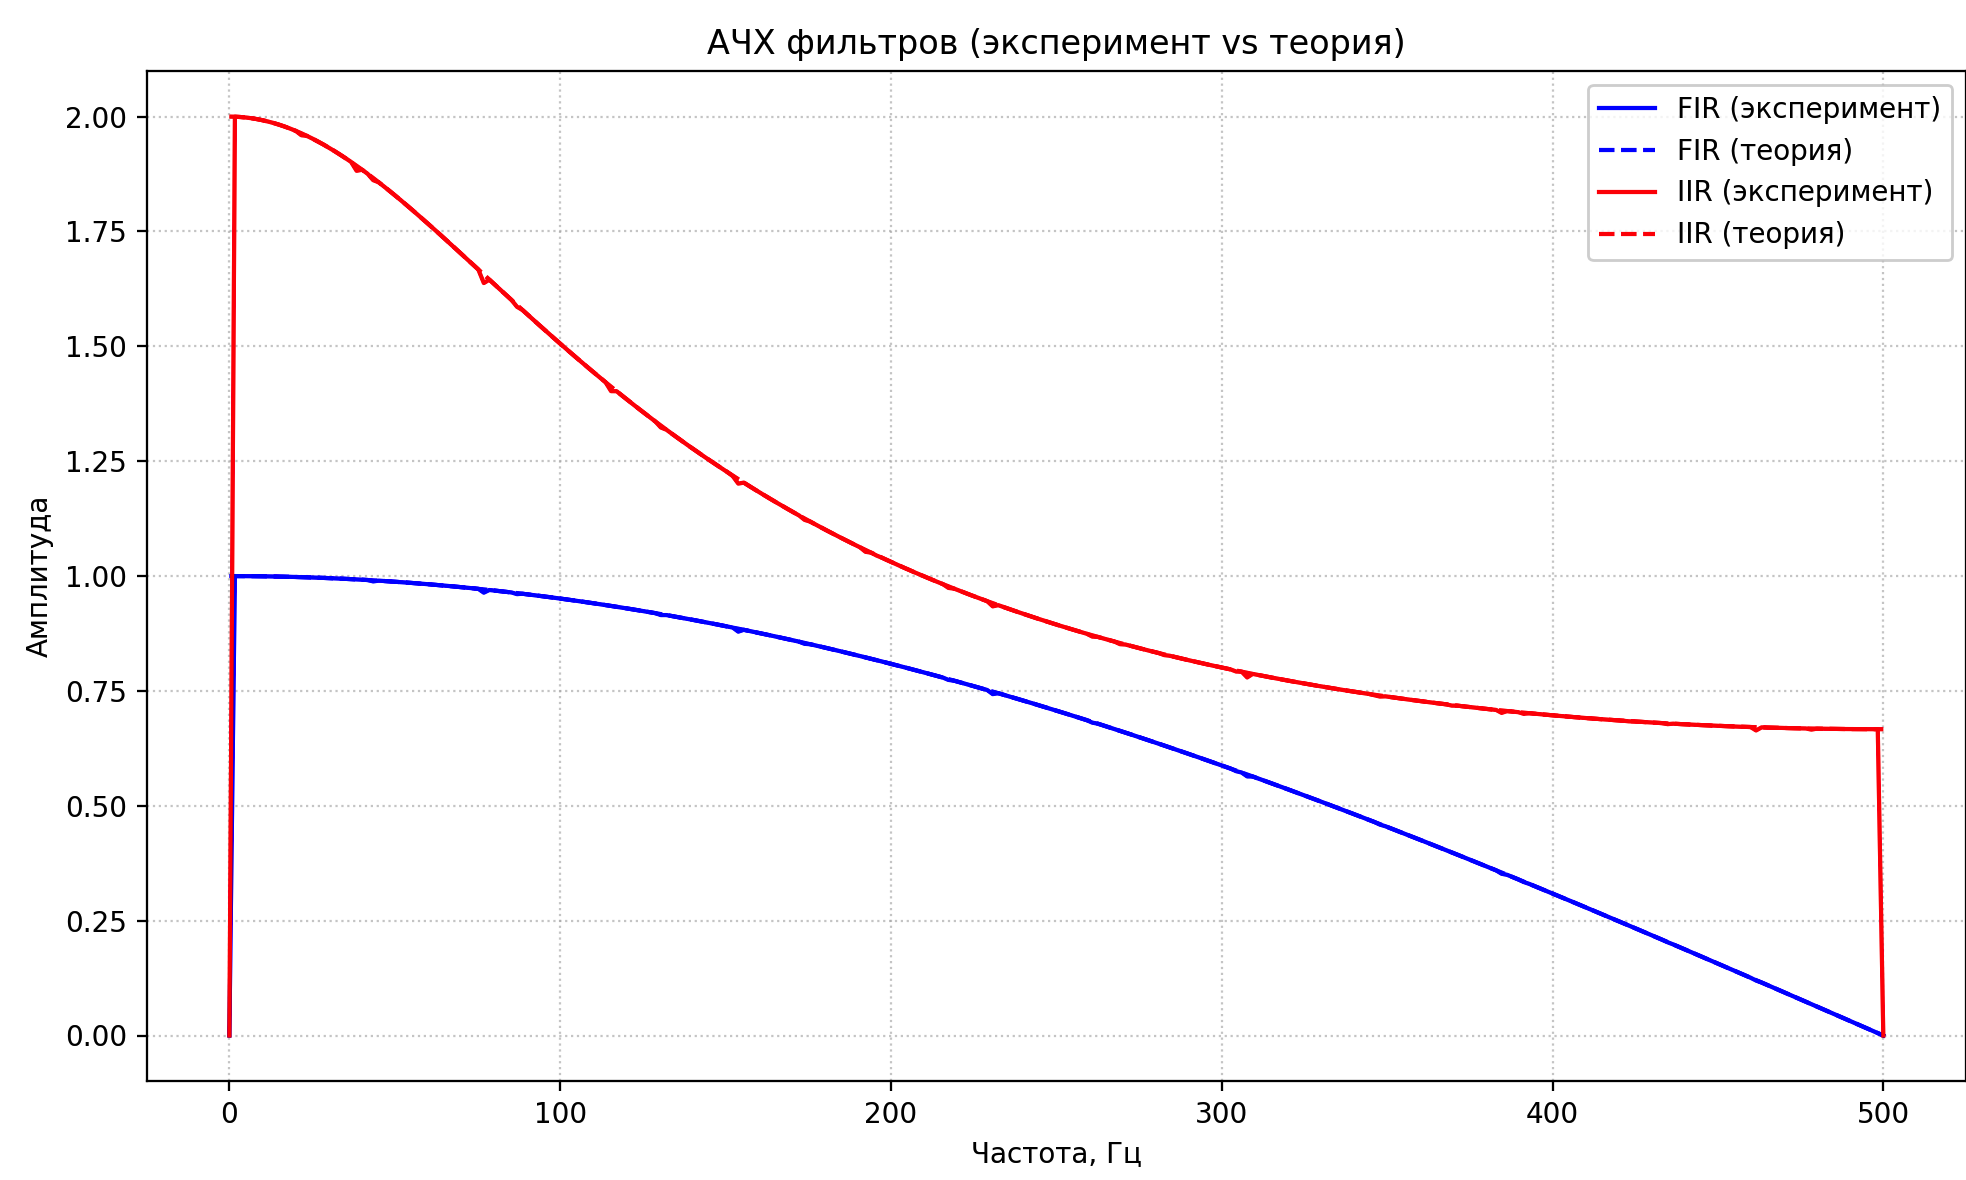 АЧХ фильтров (эксперимент vs теория)
FIR (эксперимент)
FIR (теория)
IIR (эксперимент)
IIR (теория)
Амплитуда
2.00
1.75
1.50
1.25
1.00
0.75
0.50
0.25
0.00
0 100 200 300 400 500
Частота, Гц